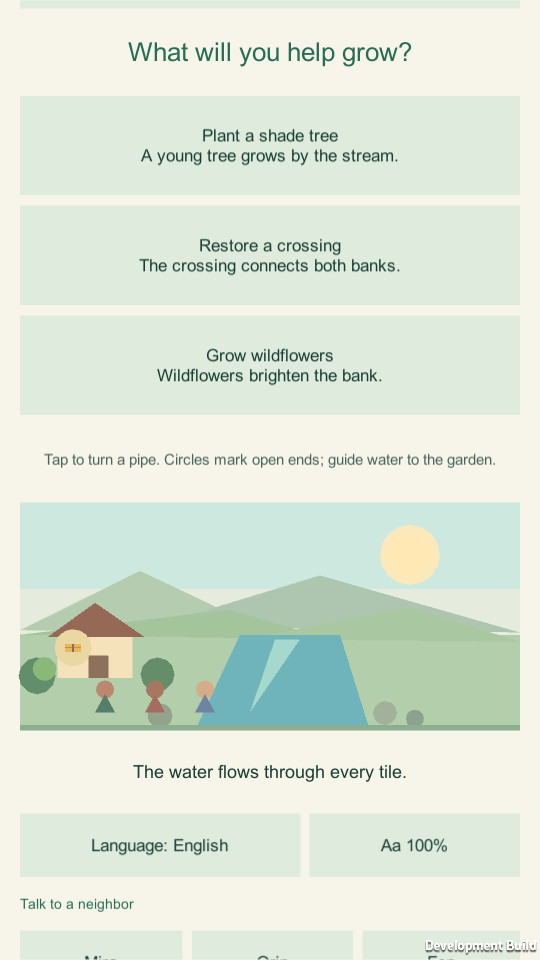 What will you help grow?
Plant a shade tree
A young tree grows by the stream.
Restore a crossing
The crossing connects both banks.
Grow wildflowers
Wildflowers brighten the bank.
Tap to turn a pipe. Circles mark open ends; guide water to the garden.
The water flows through every tile.
Language: English
Aa 100%
Talk to a neighbor
Development Build